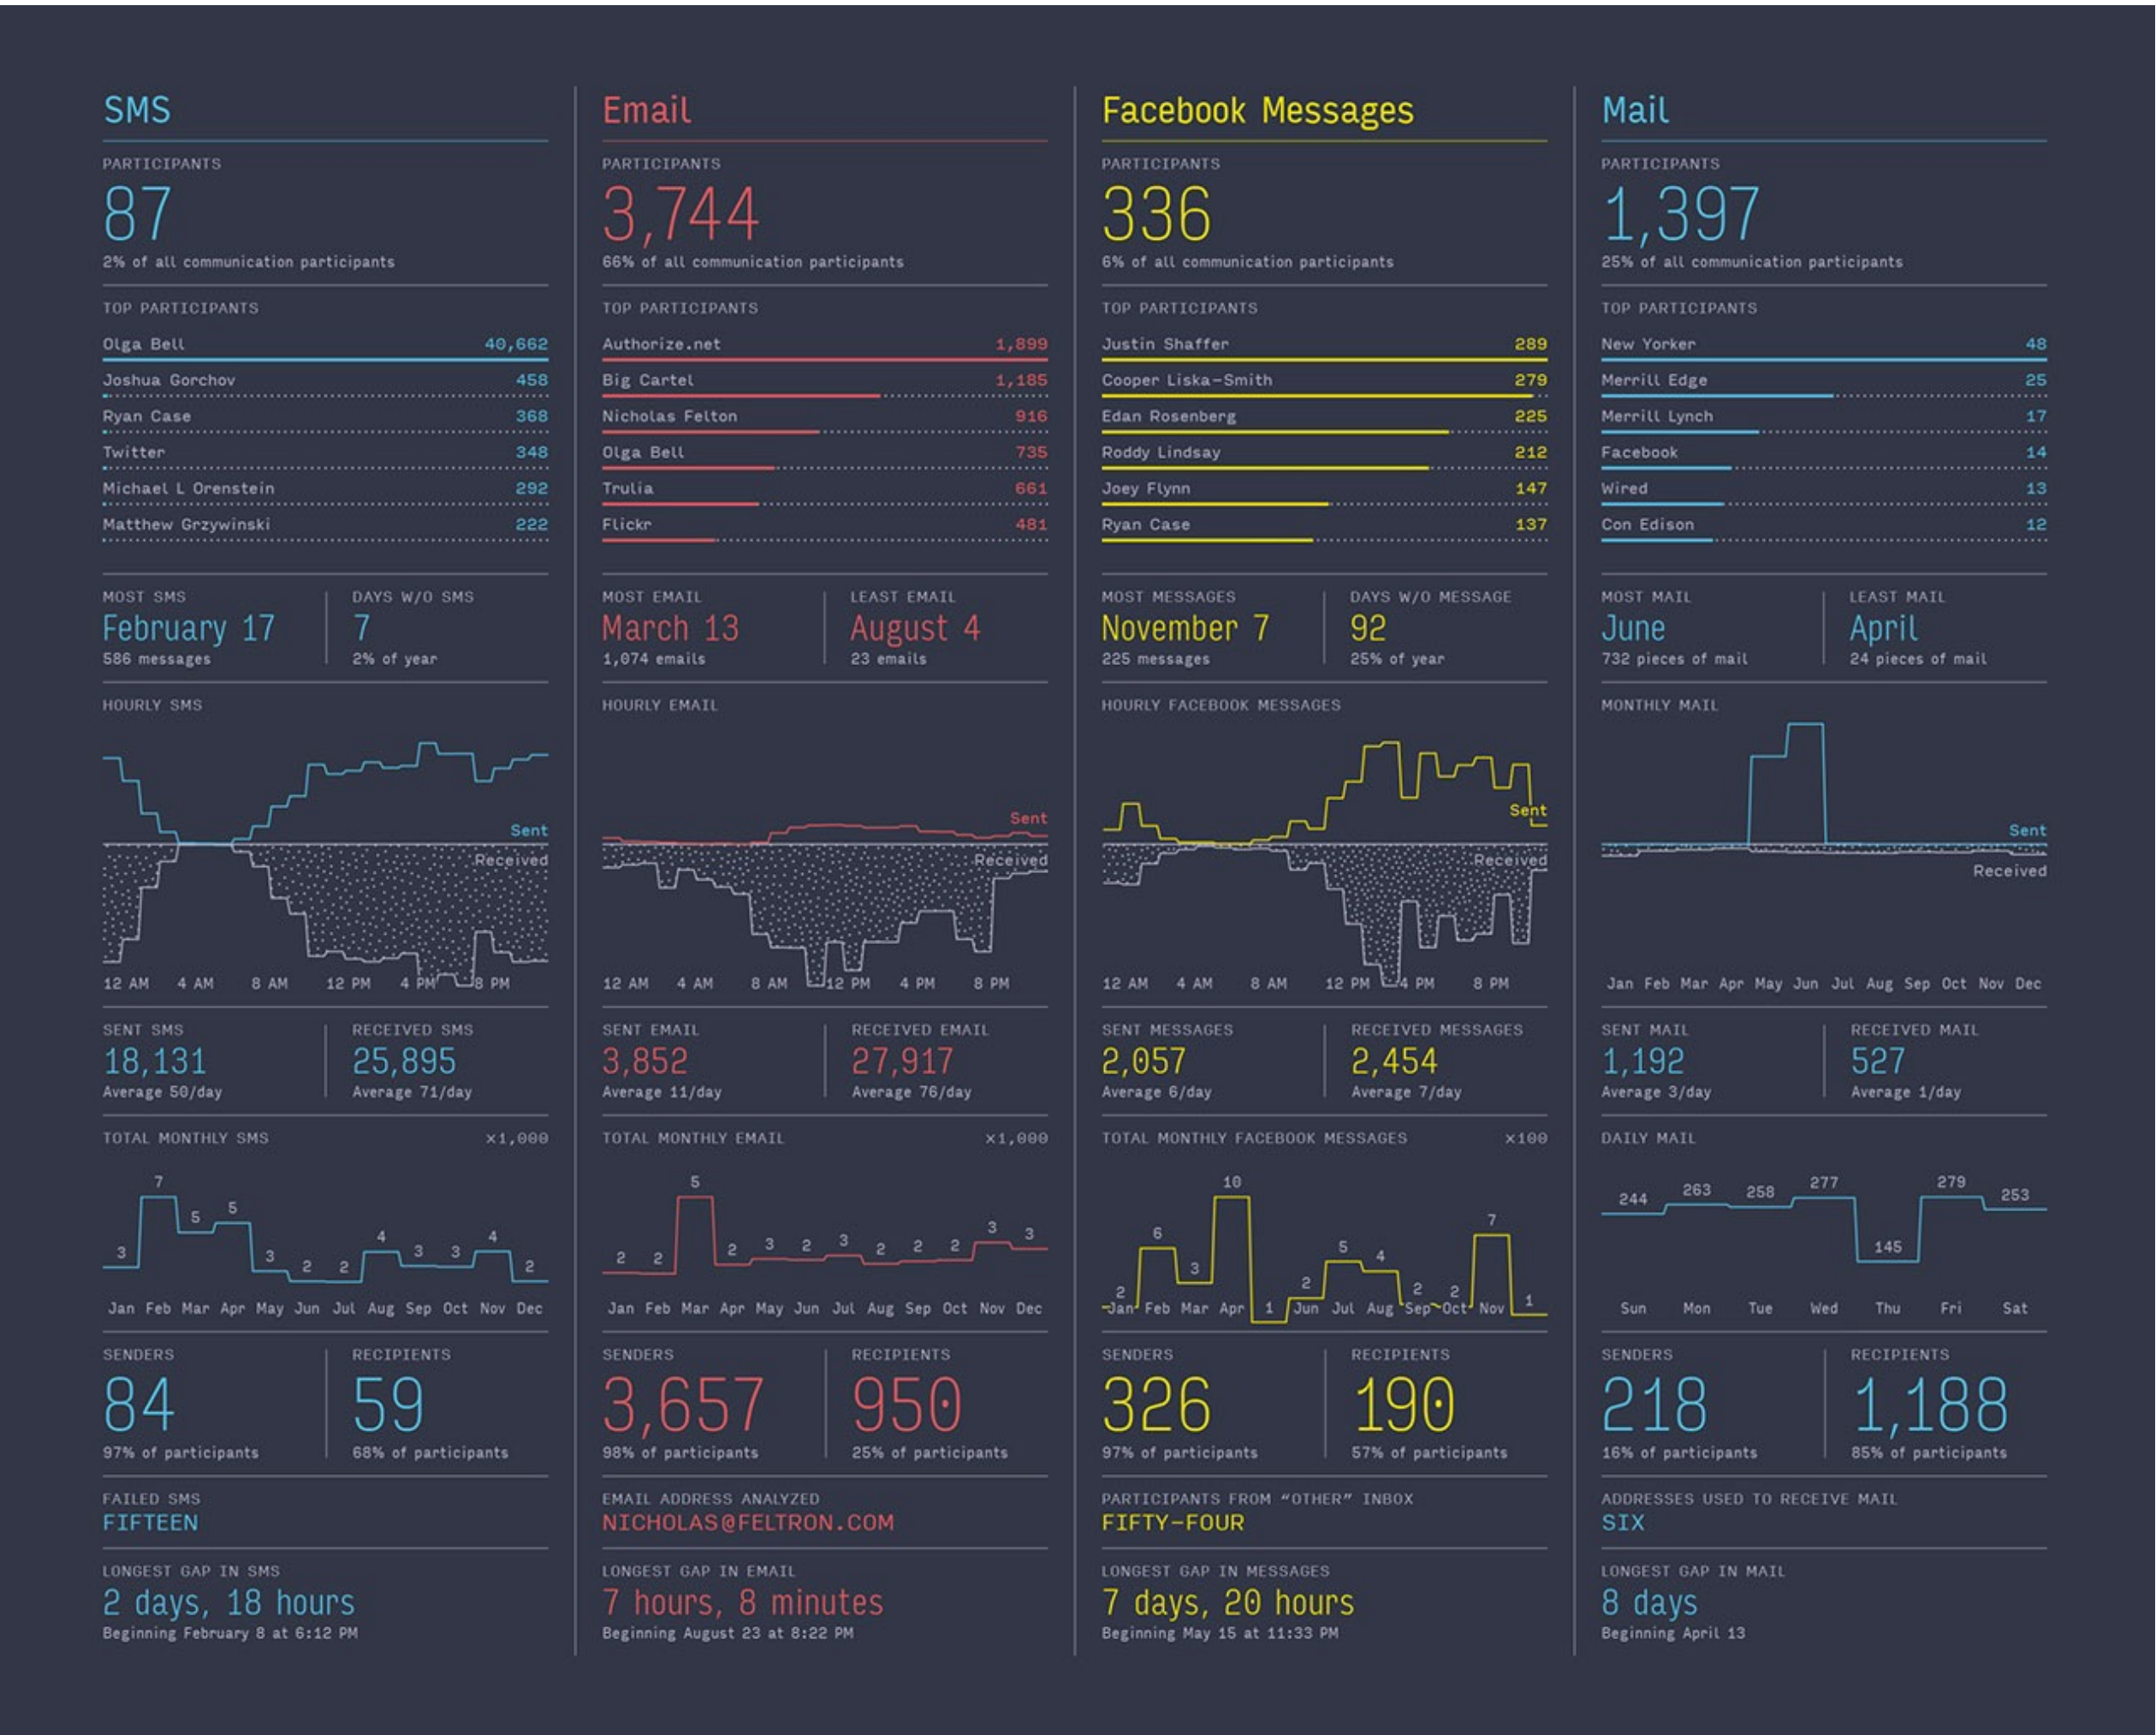 SMS
PARTICIPANTS
87
2% of all communication participants
TOP PARTICIPANTS
Olga Bell 40,662
Joshua Gorchov 458
Ryan Case 368
Twitter 348
Michael L Orenstein 292
Matthew Grzywinski 222
MOST SMS
February 17
586 messages
DAYS W/O SMS
7
2% of year
HOURLY SMS
Sent
Received
12 AM 4 AM 8 AM 12 PM 4 PM 8 PM
SENT SMS
18,131
Average 50/day
RECEIVED SMS
25,895
Average 71/day
TOTAL MONTHLY SMS x1,000
3 7 5 5 3 2 2 4 3 3 4 2
Jan Feb Mar Apr May Jun Jul Aug Sep Oct Nov Dec
SENDERS
84
97% of participants
RECIPIENTS
59
68% of participants
FAILED SMS
FIFTEEN
LONGEST GAP IN SMS
2 days, 18 hours
Beginning February 8 at 6:12 PM
Email
PARTICIPANTS
3,744
66% of all communication participants
TOP PARTICIPANTS
Authorize.net 1,899
Big Cartel 1,185
Nicholas Felton 916
Olga Bell 735
Trulia 661
Flickr 481
MOST EMAIL
March 13
1,074 emails
LEAST EMAIL
August 4
23 emails
HOURLY EMAIL
Sent
Received
12 AM 4 AM 8 AM 12 PM 4 PM 8 PM
SENT EMAIL
3,852
Average 11/day
RECEIVED EMAIL
27,917
Average 76/day
TOTAL MONTHLY EMAIL x1,000
2 2 5 2 3 2 3 2 2 2 3 3
Jan Feb Mar Apr May Jun Jul Aug Sep Oct Nov Dec
SENDERS
3,657
98% of participants
RECIPIENTS
950
25% of participants
EMAIL ADDRESS ANALYZED
NICHOLAS@FELTRON.COM
LONGEST GAP IN EMAIL
7 hours, 8 minutes
Beginning August 23 at 8:22 PM
Facebook Messages
PARTICIPANTS
336
6% of all communication participants
TOP PARTICIPANTS
Justin Shaffer 289
Cooper Liska-Smith 279
Edan Rosenberg 225
Roddy Lindsay 212
Joey Flynn 147
Ryan Case 137
MOST MESSAGES
November 7
225 messages
DAYS W/O MESSAGE
92
25% of year
HOURLY FACEBOOK MESSAGES
Sent
Received
12 AM 4 AM 8 AM 12 PM 4 PM 8 PM
SENT MESSAGES
2,057
Average 6/day
RECEIVED MESSAGES
2,454
Average 7/day
TOTAL MONTHLY FACEBOOK MESSAGES x100
2 6 3 10 1 2 5 4 2 2 7 1
Jan Feb Mar Apr Jun Jul Aug Sep Oct Nov
SENDERS
326
97% of participants
RECIPIENTS
190
57% of participants
PARTICIPANTS FROM “OTHER” INBOX
FIFTY-FOUR
LONGEST GAP IN MESSAGES
7 days, 20 hours
Beginning May 15 at 11:33 PM
Mail
PARTICIPANTS
1,397
25% of all communication participants
TOP PARTICIPANTS
New Yorker 48
Merrill Edge 25
Merrill Lynch 17
Facebook 14
Wired 13
Con Edison 12
MOST MAIL
June
732 pieces of mail
LEAST MAIL
April
24 pieces of mail
MONTHLY MAIL
Sent
Received
Jan Feb Mar Apr May Jun Jul Aug Sep Oct Nov Dec
SENT MAIL
1,192
Average 3/day
RECEIVED MAIL
527
Average 1/day
DAILY MAIL
244 263 258 277 145 279 253
Sun Mon Tue Wed Thu Fri Sat
SENDERS
218
16% of participants
RECIPIENTS
1,188
85% of participants
ADDRESSES USED TO RECEIVE MAIL
SIX
LONGEST GAP IN MAIL
8 days
Beginning April 13